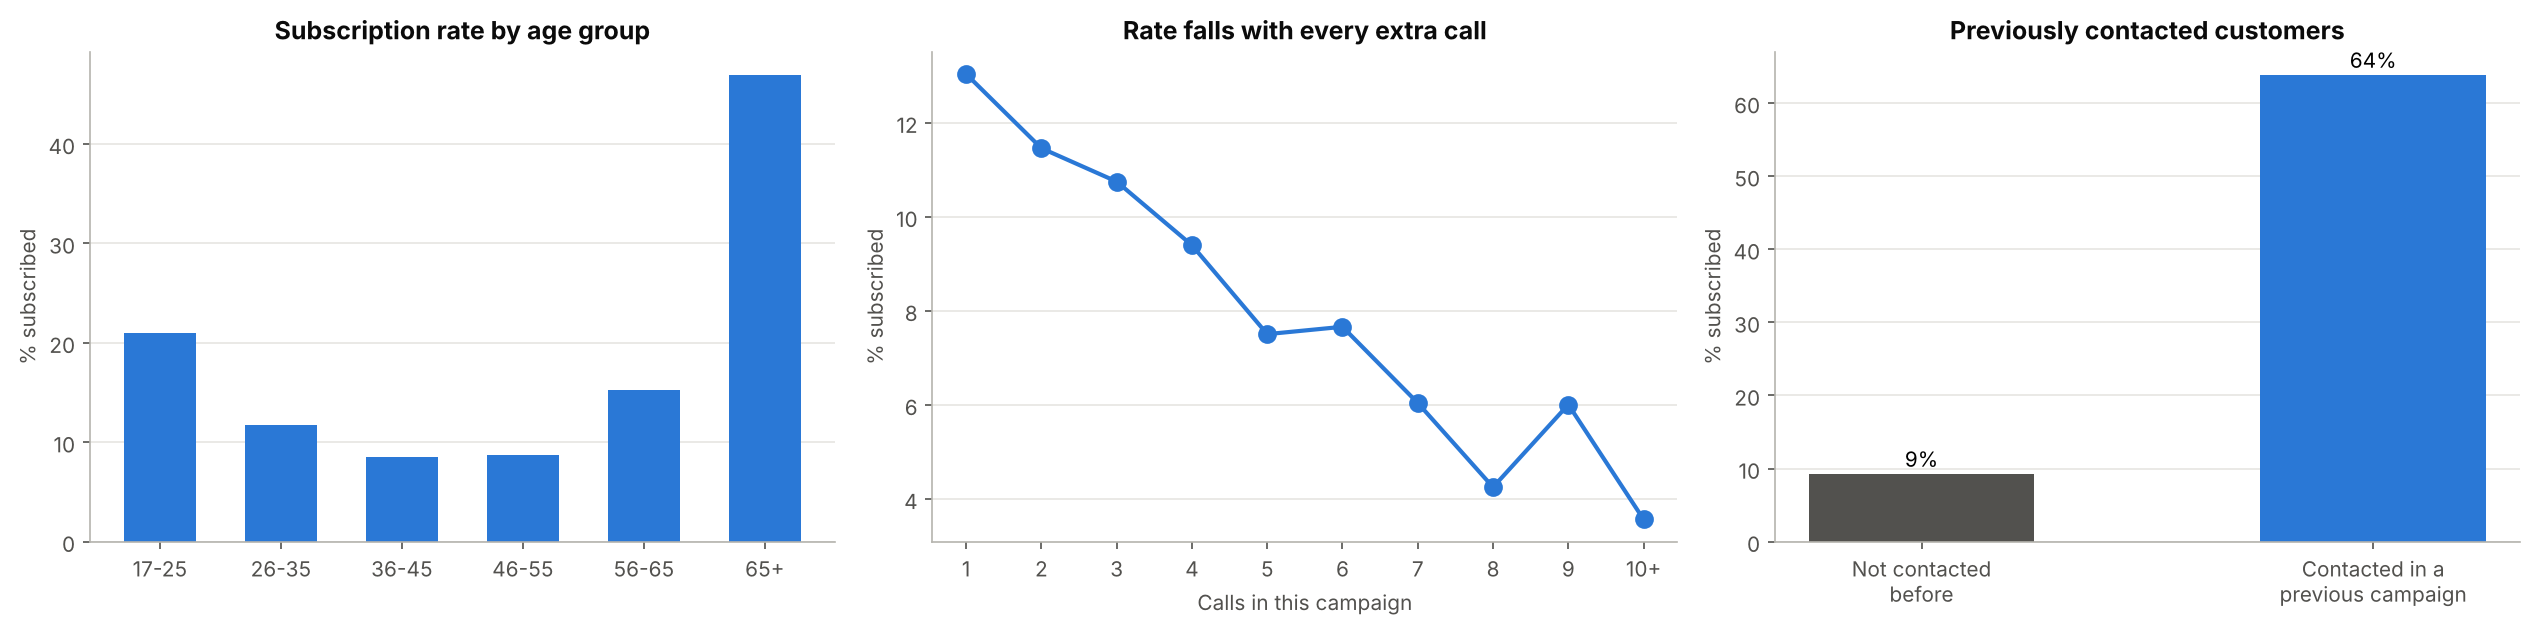 Subscription rate by age group
% subscribed
40
30
20
10
0
17-25 26-35 36-45 46-55 56-65 65+
Rate falls with every extra call
% subscribed
12
10
8
6
4
1 2 3 4 5 6 7 8 9 10+
Calls in this campaign
Previously contacted customers
% subscribed
60
50
40
30
20
10
0
9%
64%
Not contacted
before
Contacted in a
previous campaign